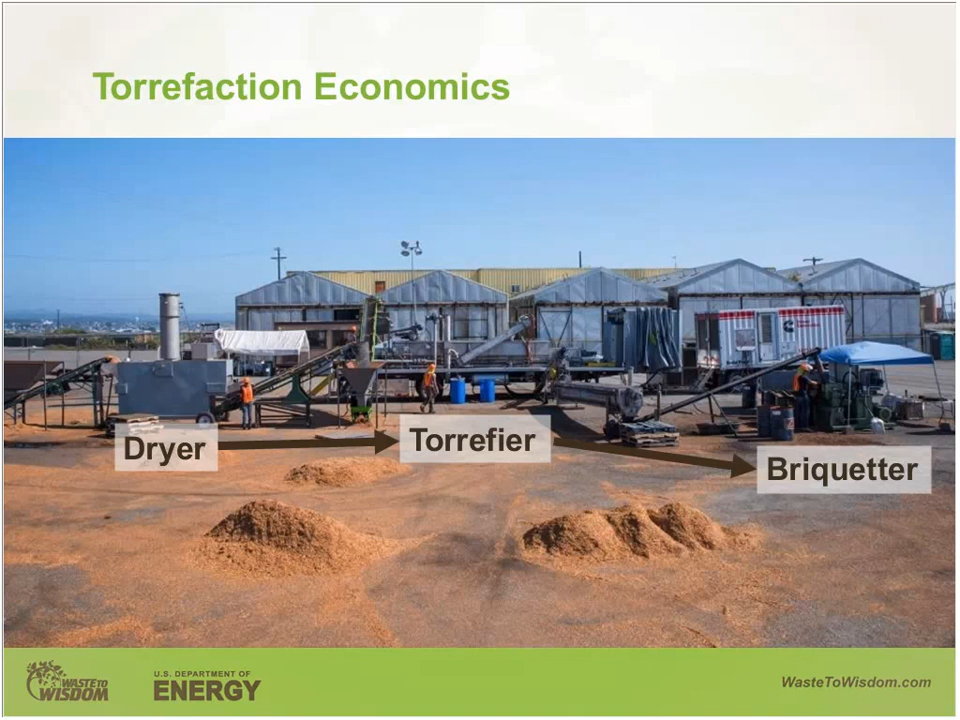 Torrefaction Economics
Dryer
Torrefier
Briquetter
WASTE TO
WISDOM
U.S. DEPARTMENT OF
ENERGY
WasteToWisdom.com